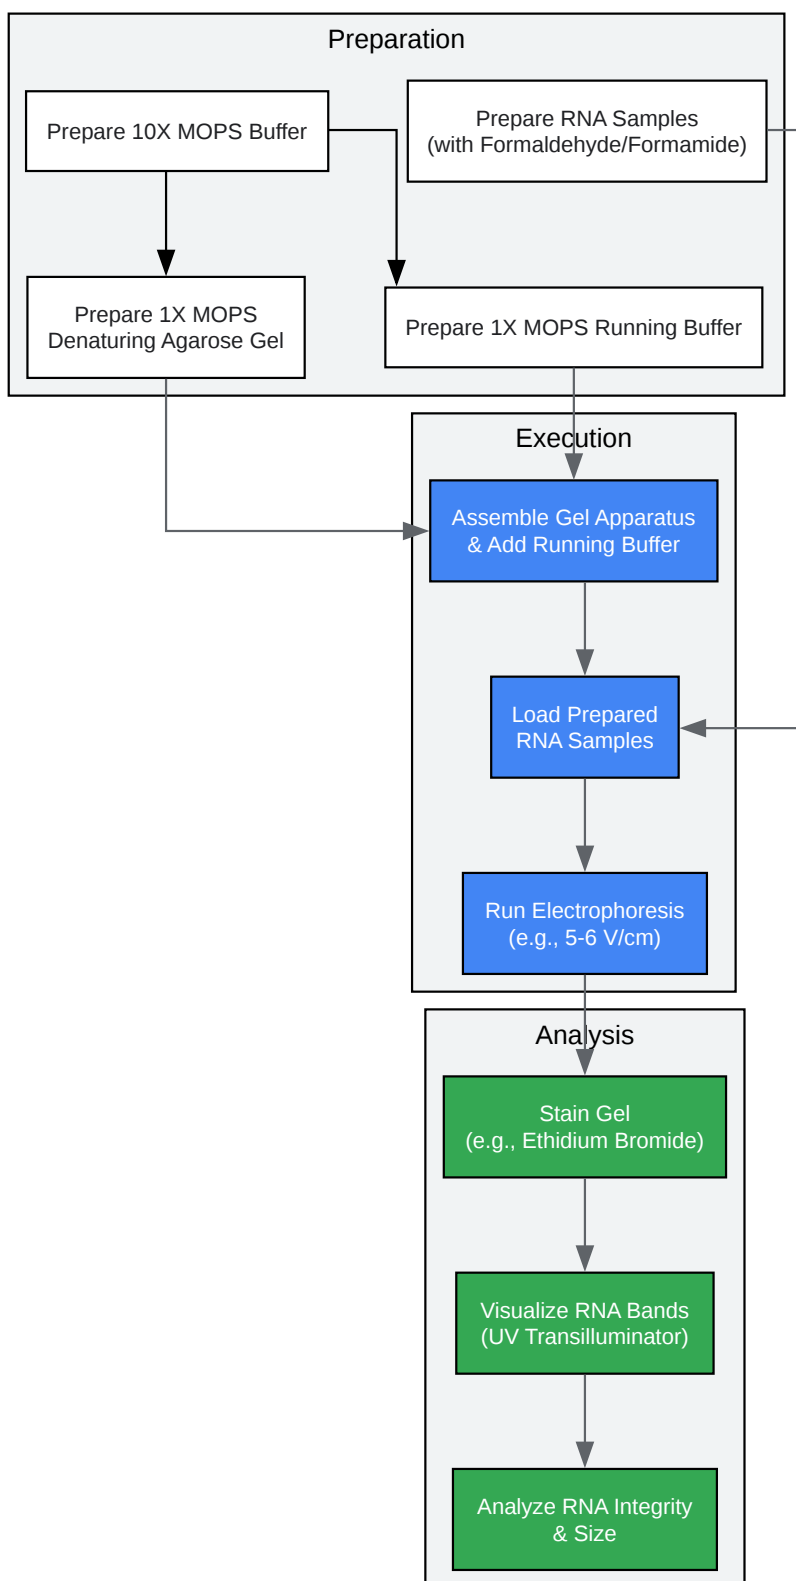 Preparation
Prepare 10X MOPS Buffer
Prepare RNA Samples
(with Formaldehyde/Formamide)
Prepare 1X MOPS
Denaturing Agarose Gel
Prepare 1X MOPS Running Buffer
Execution
Assemble Gel Apparatus
& Add Running Buffer
Load Prepared
RNA Samples
Run Electrophoresis
(e.g., 5-6 V/cm)
Analysis
Stain Gel
(e.g., Ethidium Bromide)
Visualize RNA Bands
(UV Transilluminator)
Analyze RNA Integrity
& Size